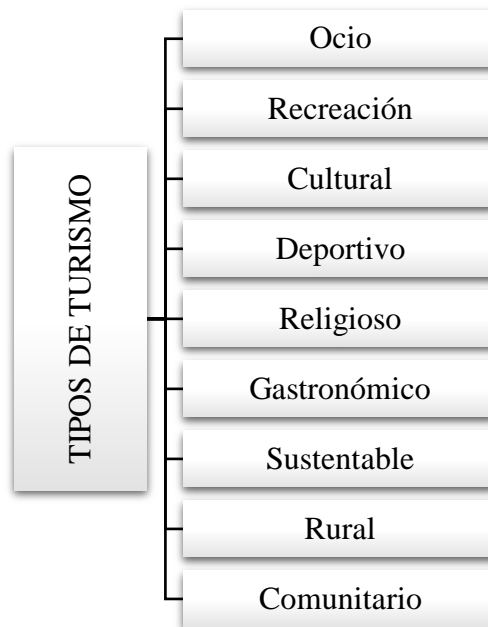 TIPOS DE TURISMO
Ocio
Recreación
Cultural
Deportivo
Religioso
Gastronómico
Sustentable
Rural
Comunitario